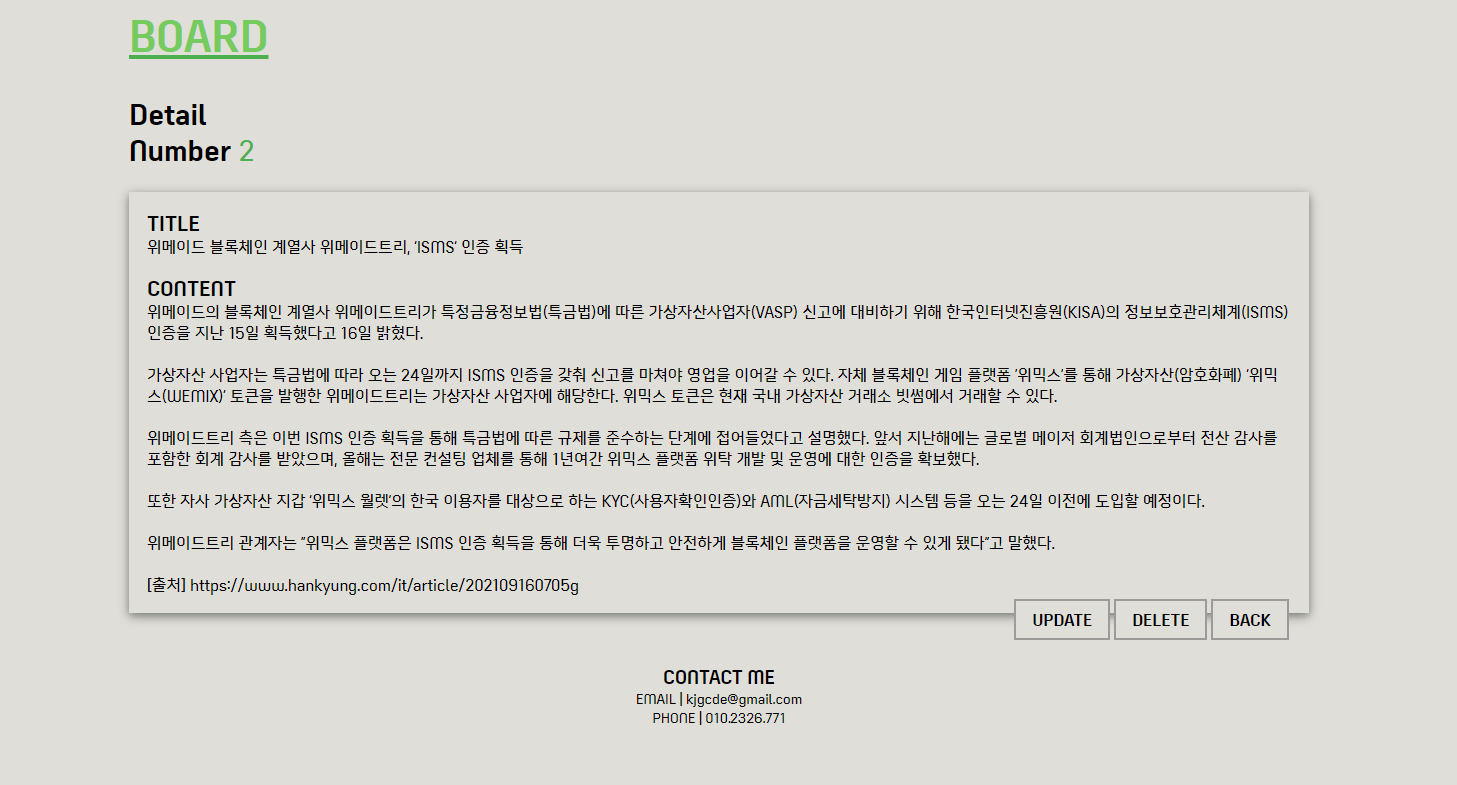 BOARD
Detail
Number 2
TITLE
위메이드 블록체인 계열사 위메이드트리, 'ISMS' 인증 획득
CONTENT
위메이드의 블록체인 계열사 위메이드트리가 특정금융정보법(특금법)에 따른 가상자산사업자(VASP) 신고에 대비하기 위해 한국인터넷진흥원(KISA)의 정보보호관리체계(ISMS)
인증을 지난 15일 획득했다고 16일 밝혔다.
가상자산 사업자는 특금법에 따라 오는 24일까지 ISMS 인증을 갖춰 신고를 마쳐야 영업을 이어갈 수 있다. 자체 블록체인 게임 플랫폼 '위믹스'를 통해 가상자산(암호화폐) '위믹
스(WEMIX)' 토큰을 발행한 위메이드트리는 가상자산 사업자에 해당한다. 위믹스 토큰은 현재 국내 가상자산 거래소 빗썸에서 거래할 수 있다.
위메이드트리 측은 이번 ISMS 인증 획득을 통해 특금법에 따른 규제를 준수하는 단계에 접어들었다고 설명했다. 앞서 지난해에는 글로벌 메이저 회계법인으로부터 전산 감사를
포함한 회계 감사를 받았으며, 올해는 전문 컨설팅 업체를 통해 1년여간 위믹스 플랫폼 위탁 개발 및 운영에 대한 인증을 확보했다.
또한 자사 가상자산 지갑 '위믹스 월렛'의 한국 이용자를 대상으로 하는 KYC(사용자확인인증)와 AML(자금세탁방지) 시스템 등을 오는 24일 이전에 도입할 예정이다.
위메이드트리 관계자는 "위믹스 플랫폼은 ISMS 인증 획득을 통해 더욱 투명하고 안전하게 블록체인 플랫폼을 운영할 수 있게 됐다"고 말했다.
[출처] https://www.hankyung.com/it/article/202109160705g
UPDATE DELETE BACK
CONTACT ME
EMAIL | kjgcde@gmail.com
PHONE | 010.2326.771